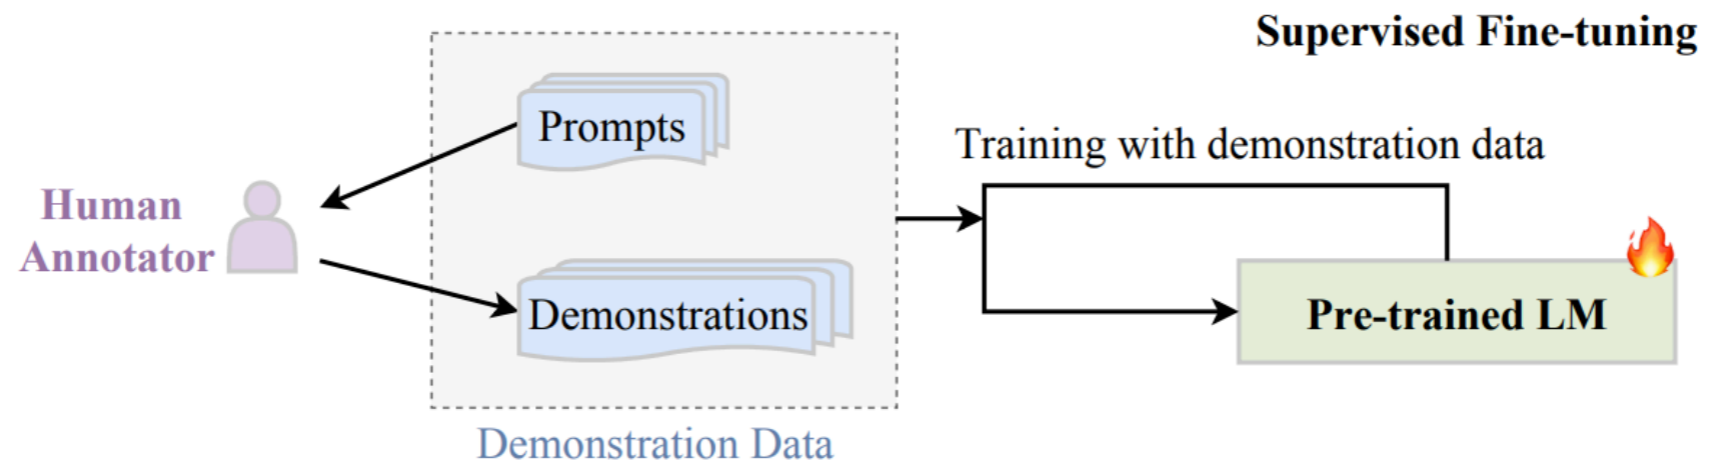 Supervised Fine-tuning
Prompts
Training with demonstration data
Human
Annotator
Demonstrations
Pre-trained LM
Demonstration Data